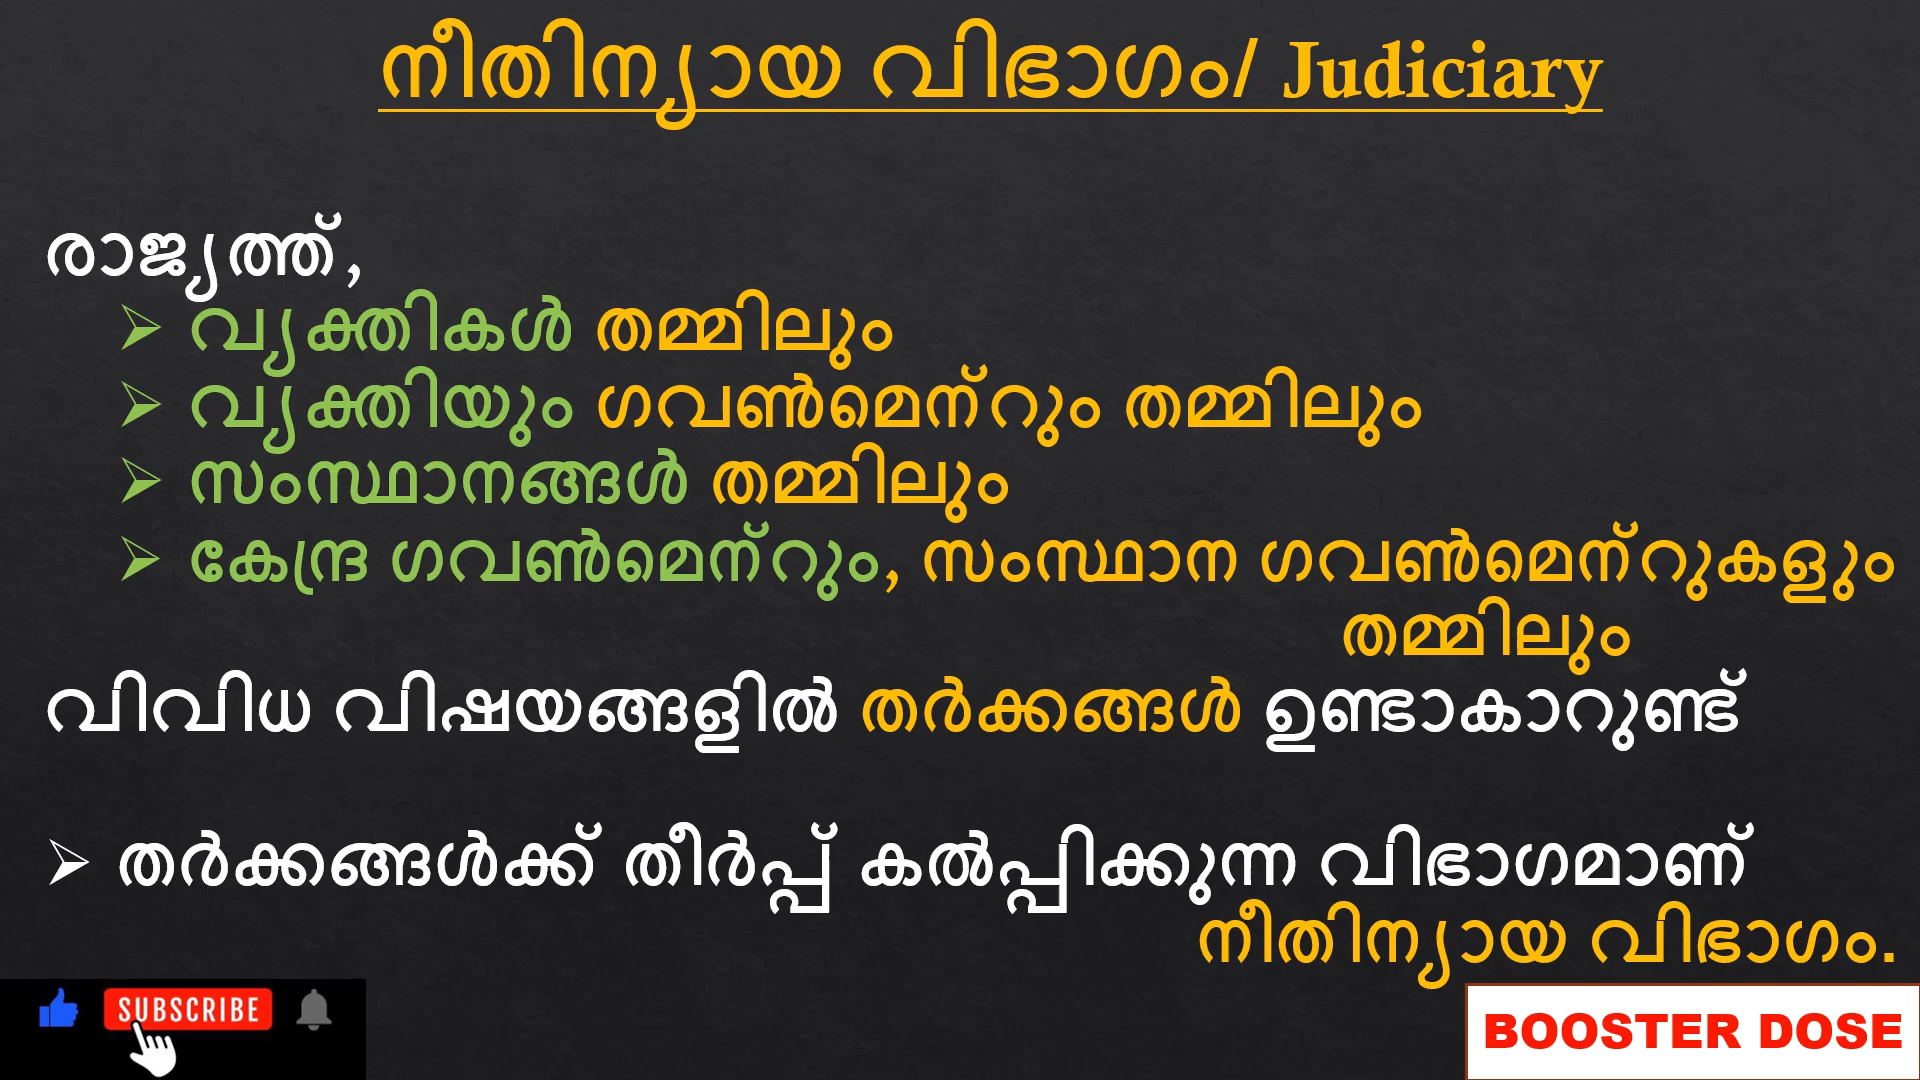 നീതിന്യായ വിഭാഗം/ Judiciary
രാജ്യത്ത്,
➢ വ്യക്തികൾ തമ്മിലും
➢ വ്യക്തിയും ഗവൺമെന്റും തമ്മിലും
➢ സംസ്ഥാനങ്ങൾ തമ്മിലും
➢ കേന്ദ്ര ഗവൺമെന്റും, സംസ്ഥാന ഗവൺമെന്റുകളും
തമ്മിലും
വിവിധ വിഷയങ്ങളിൽ തർക്കങ്ങൾ ഉണ്ടാകാറുണ്ട്
➢ തർക്കങ്ങൾക്ക് തീർപ്പ് കൽപ്പിക്കുന്ന വിഭാഗമാണ്
നീതിന്യായ വിഭാഗം.
SUBSCRIBE
BOOSTER DOSE